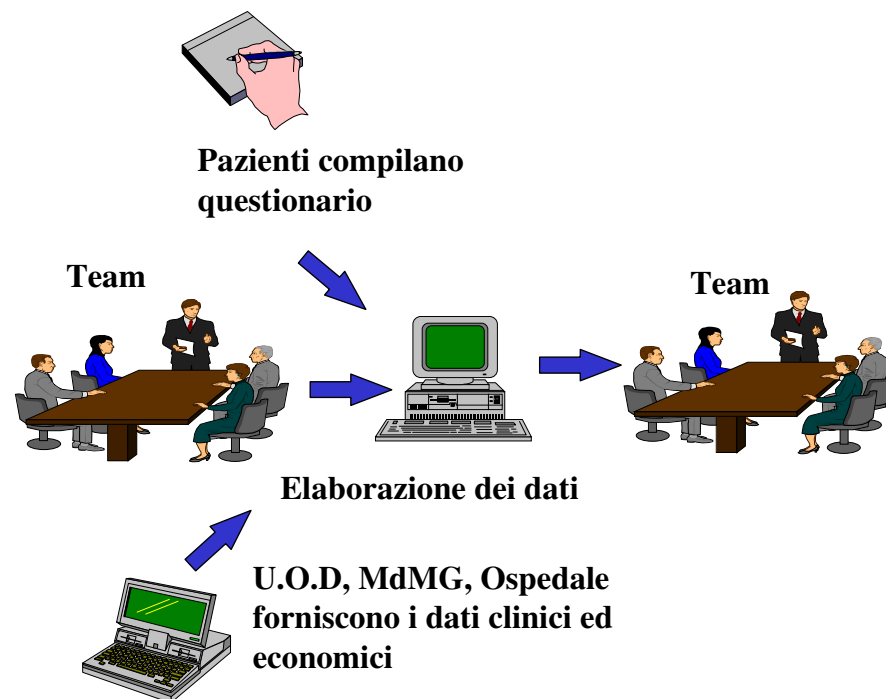 Pazienti compilano
questionario
Team
Team
Elaborazione dei dati
U.O.D, MdMG, Ospedale
forniscono i dati clinici ed
economici